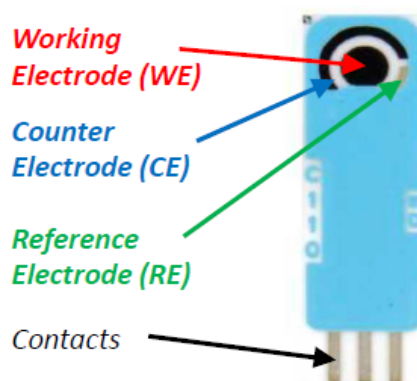 Working
Electrode (WE)
Counter
Electrode (CE)
Reference
Electrode (RE)
Contacts
C110